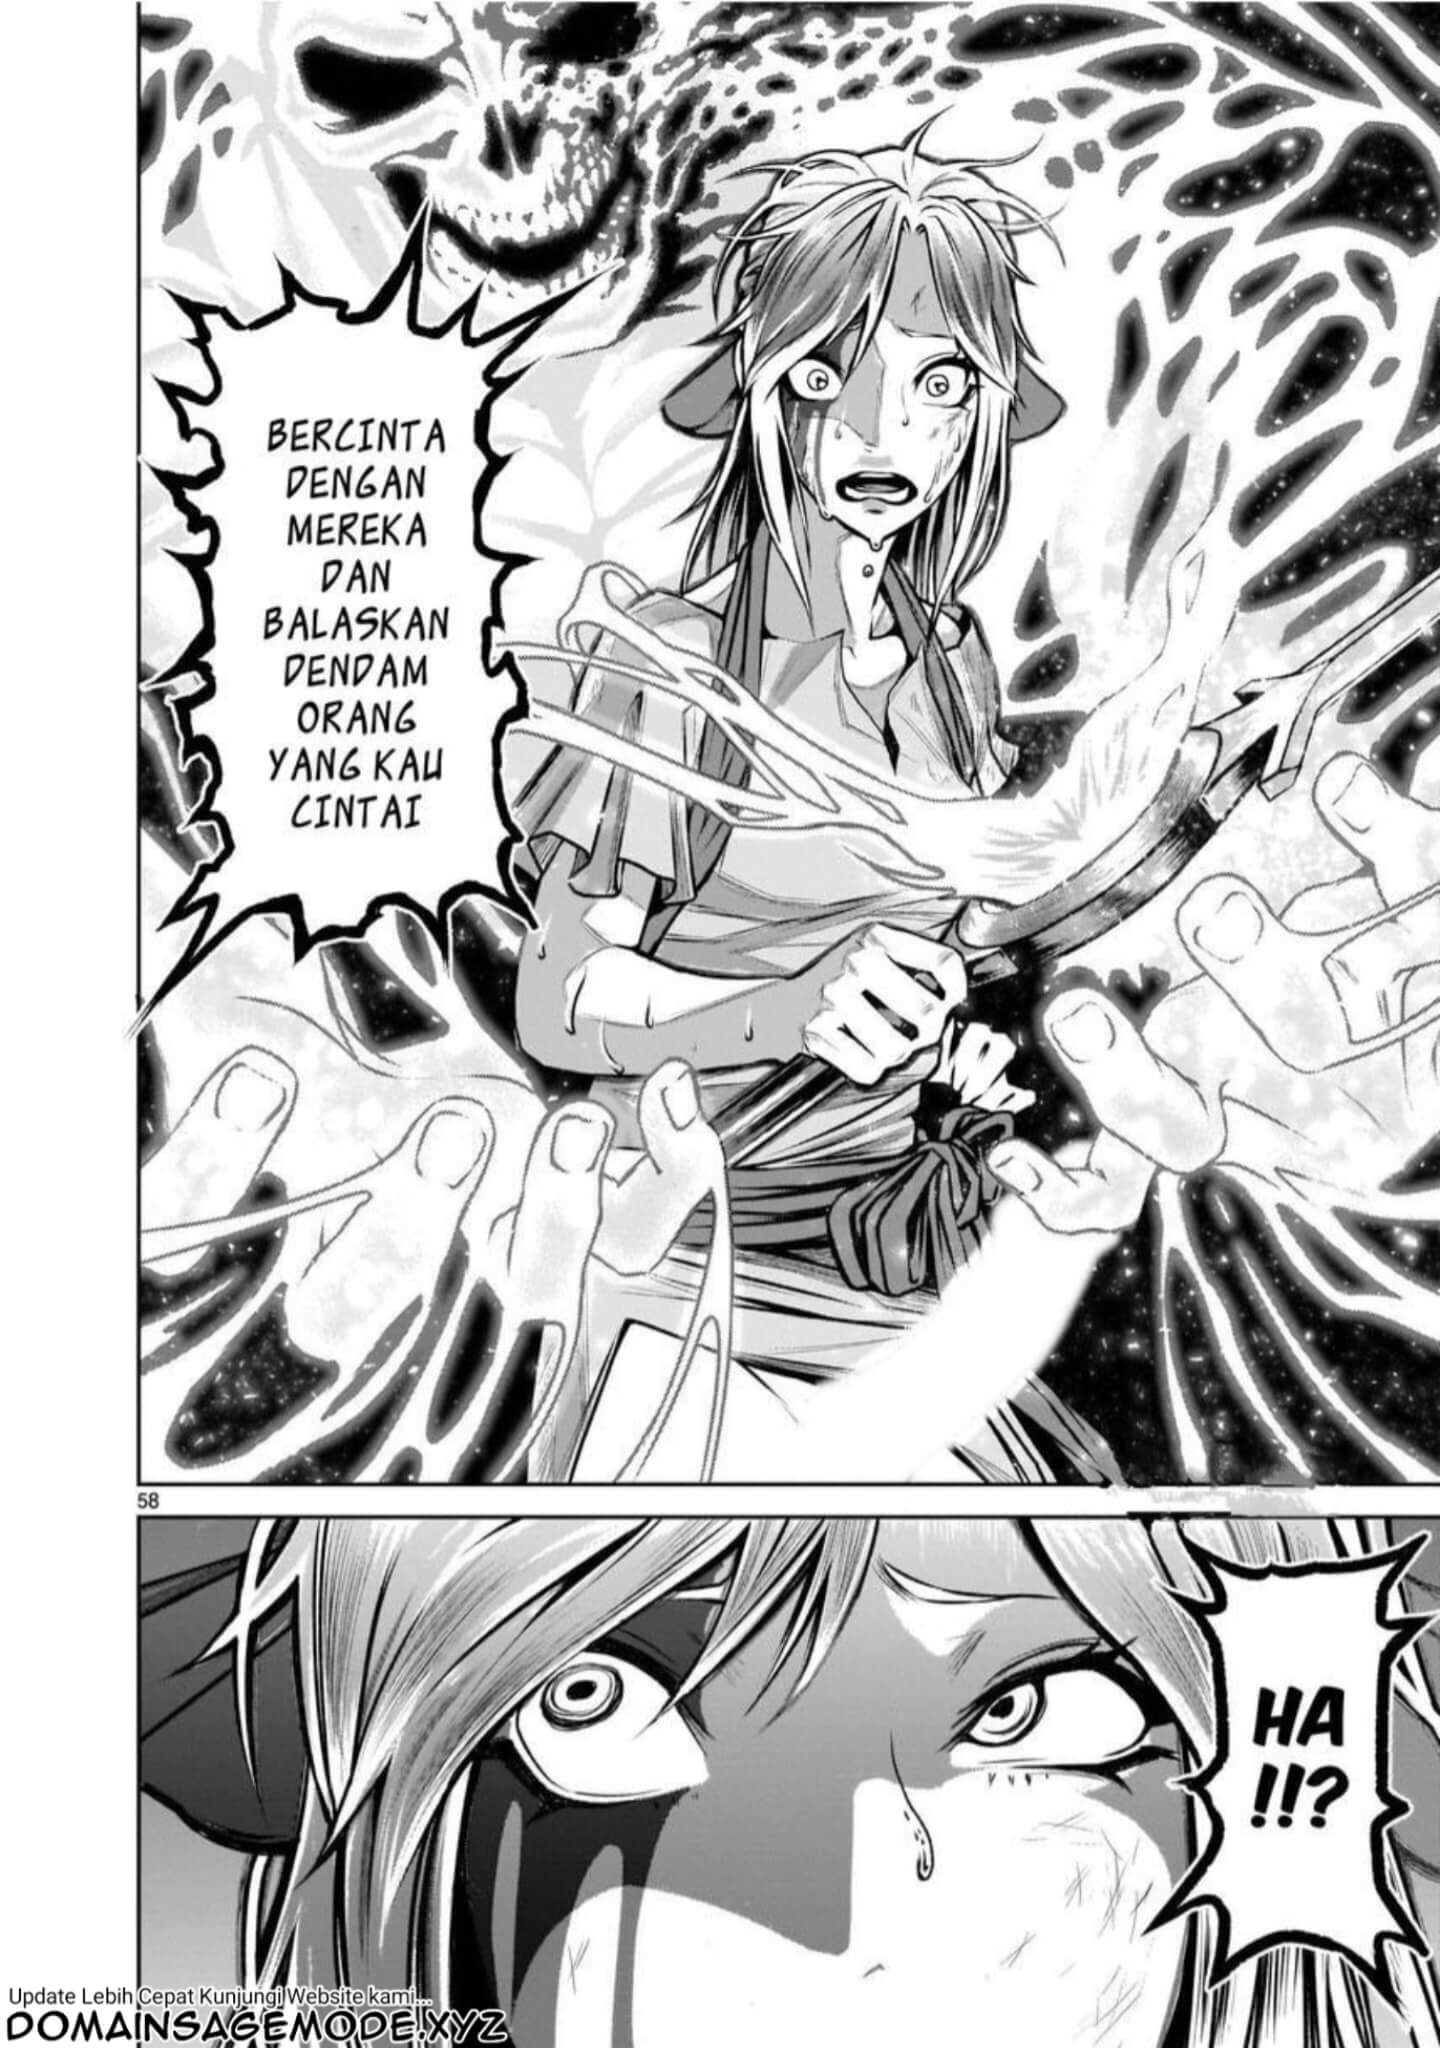 BERCINTA
DENGAN
MEREKA
DAN
BALASKAN
DENDAM
ORANG
YANG KAU
CINTAI
58
HA
!!?
Update Lebih Cepat Kunjungi Website kami...
DOMAINSAGEMODE.XYZ